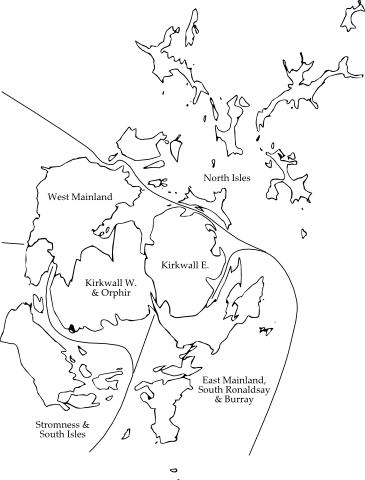 North Isles
West Mainland
Kirkwall E.
Kirkwall W.
& Orphir
East Mainland,
South Ronaldsay
& Burray
Stromness &
South Isles